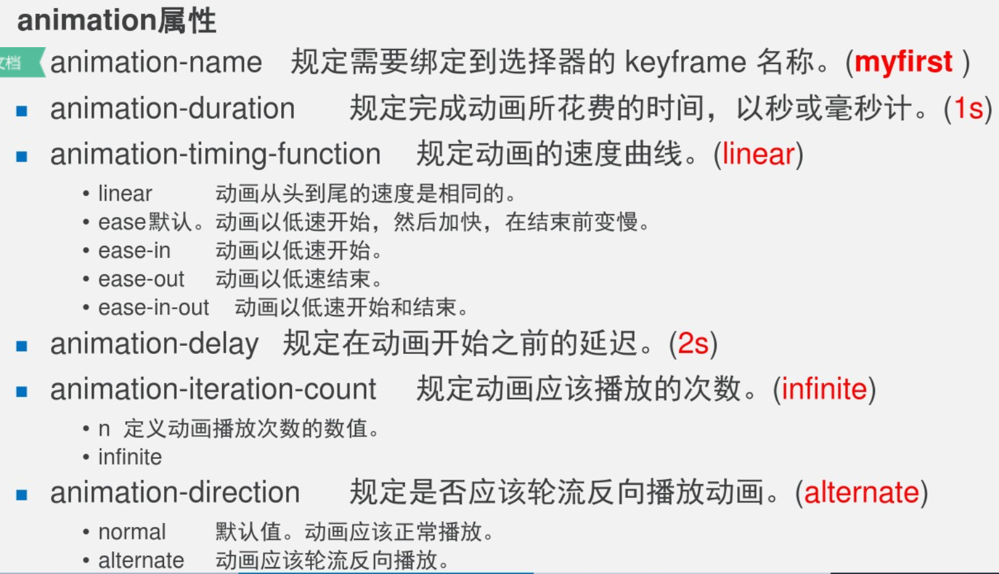 animation属性
文档
animation-name 规定需要绑定到选择器的 keyframe 名称。(myfirst )
■ animation-duration 规定完成动画所花费的时间，以秒或毫秒计。(1s)
■ animation-timing-function 规定动画的速度曲线。(linear)
• linear 动画从头到尾的速度是相同的。
• ease默认。动画以低速开始，然后加快，在结束前变慢。
• ease-in 动画以低速开始。
• ease-out 动画以低速结束。
• ease-in-out 动画以低速开始和结束。
■ animation-delay 规定在动画开始之前的延迟。(2s)
■ animation-iteration-count 规定动画应该播放的次数。(infinite)
• n 定义动画播放次数的数值。
• infinite
■ animation-direction 规定是否应该轮流反向播放动画。(alternate)
• normal 默认值。动画应该正常播放。
• alternate 动画应该轮流反向播放。